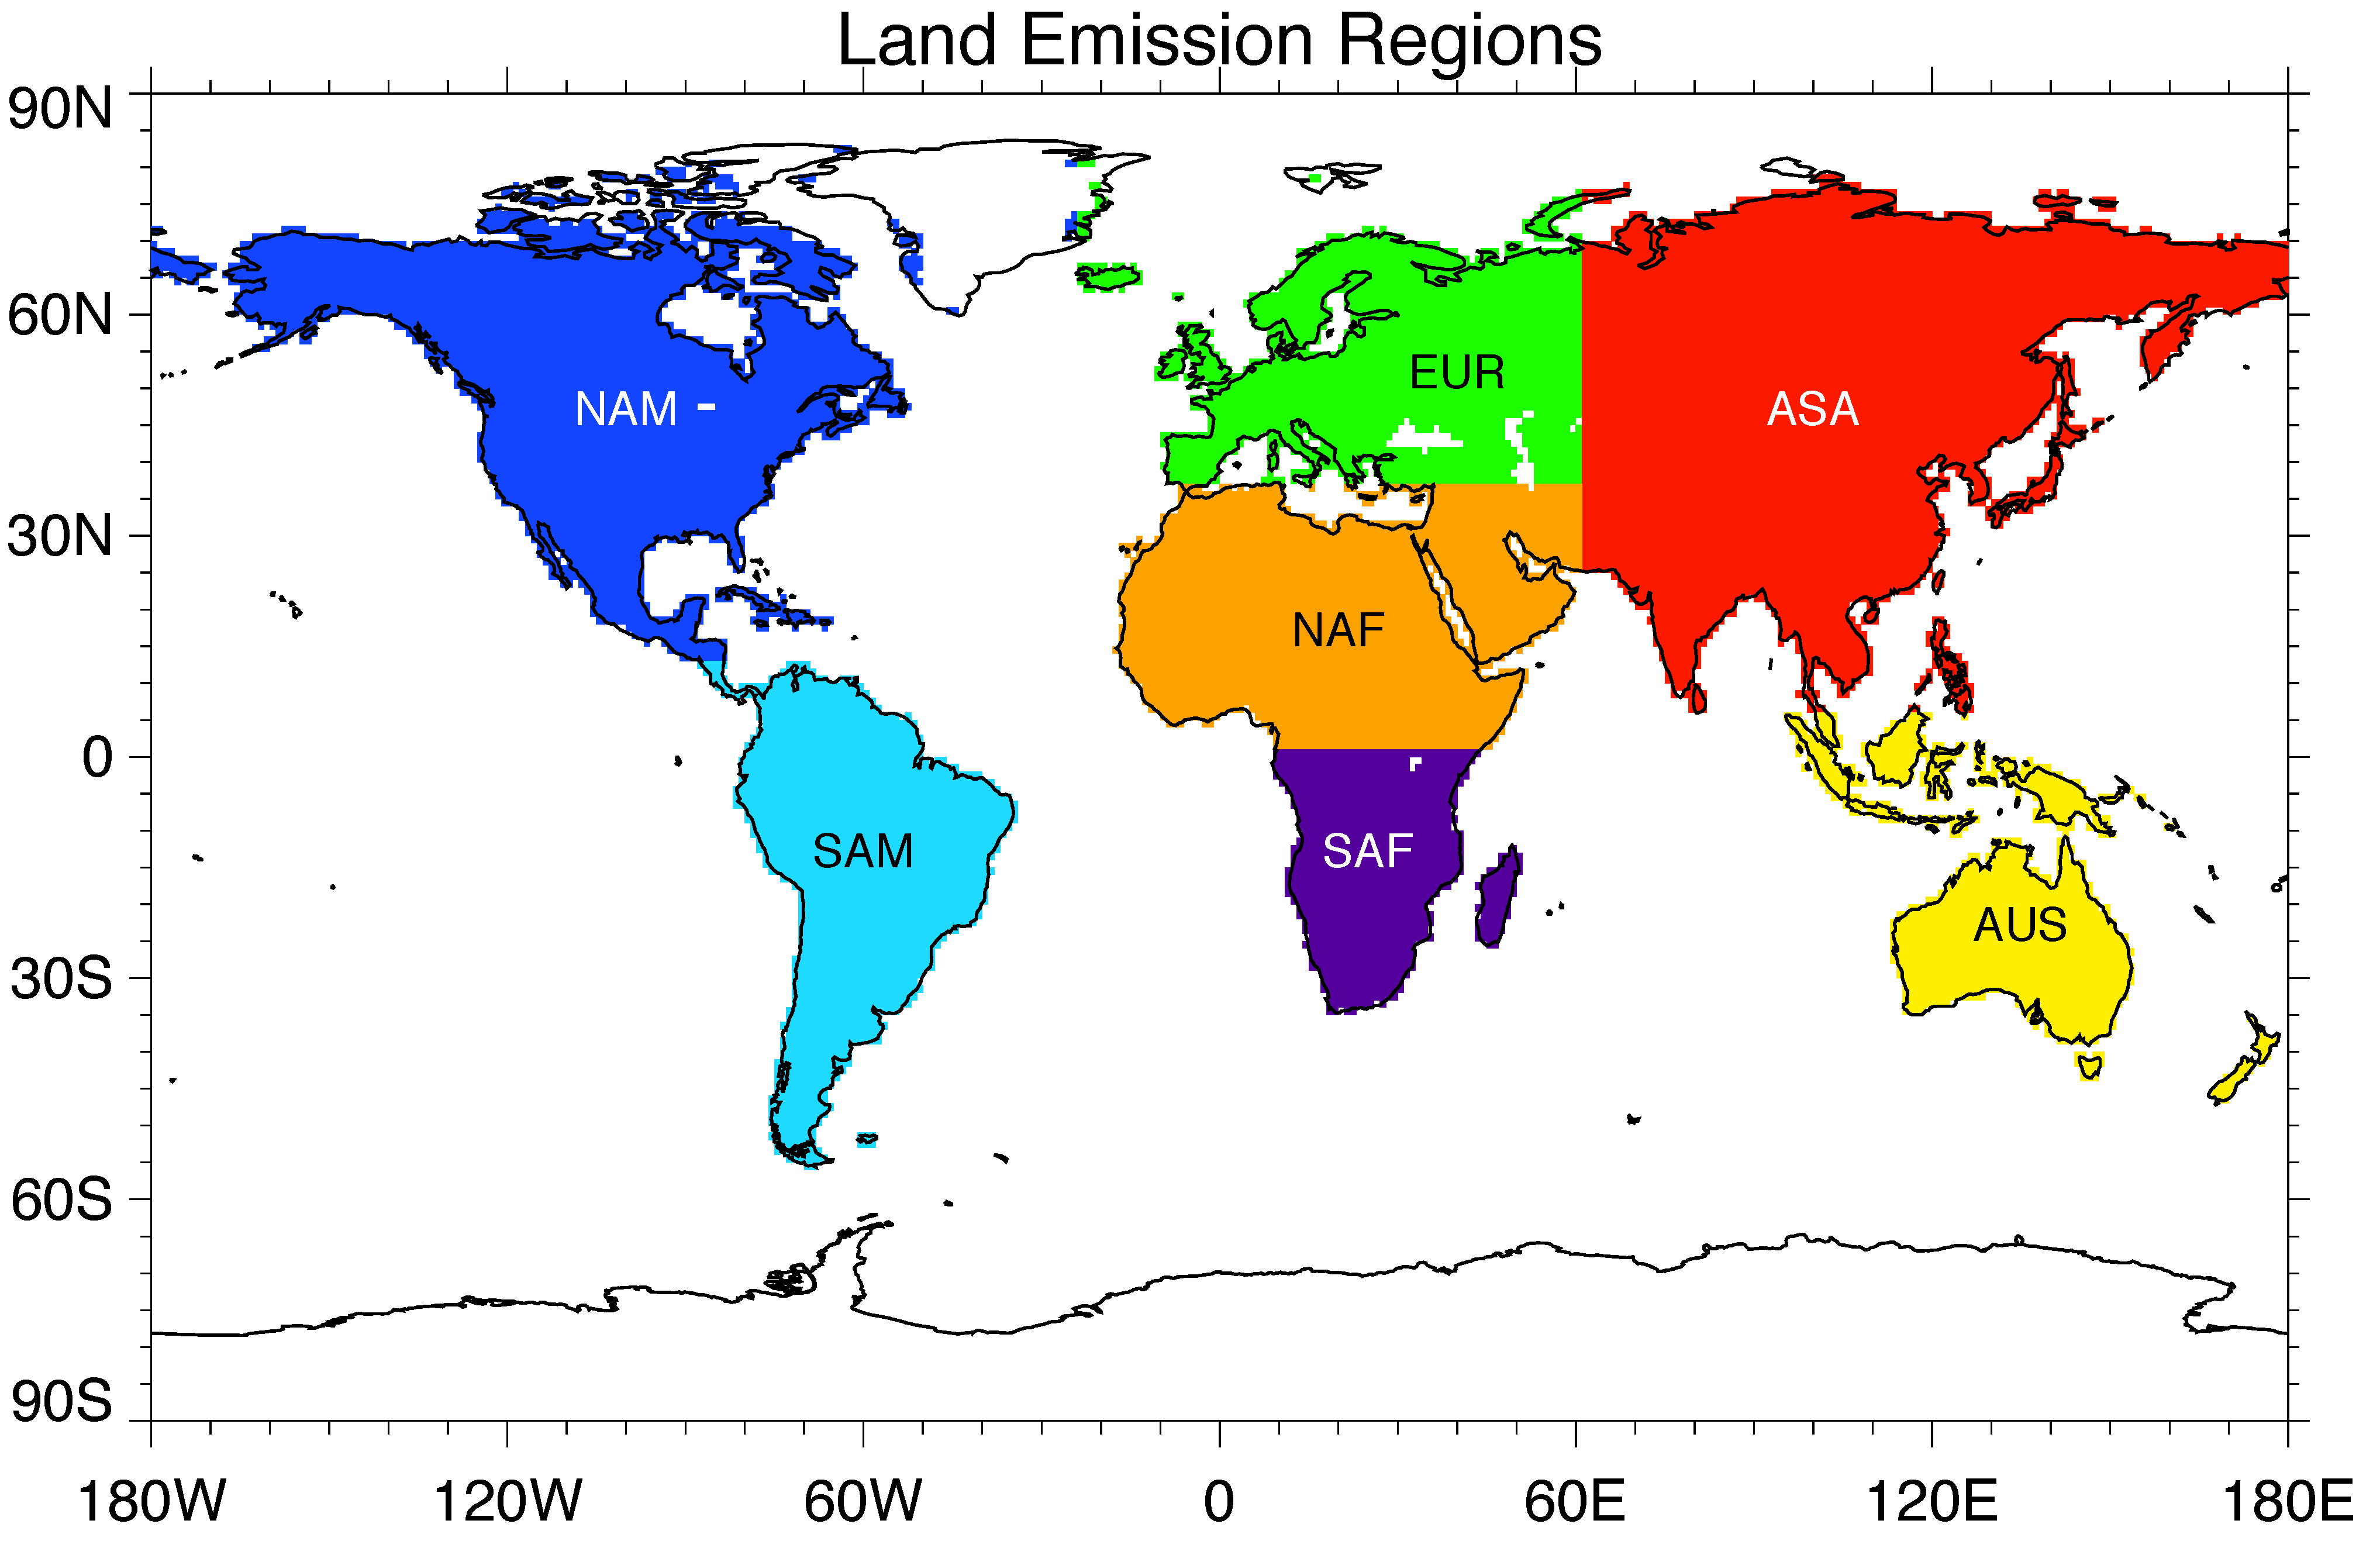 Land Emission Regions
90N
60N
30N
0
30S
60S
90S
NAM
EUR
ASA
NAF
SAM
SAF
AUS
180W 120W 60W 0 60E 120E 180E